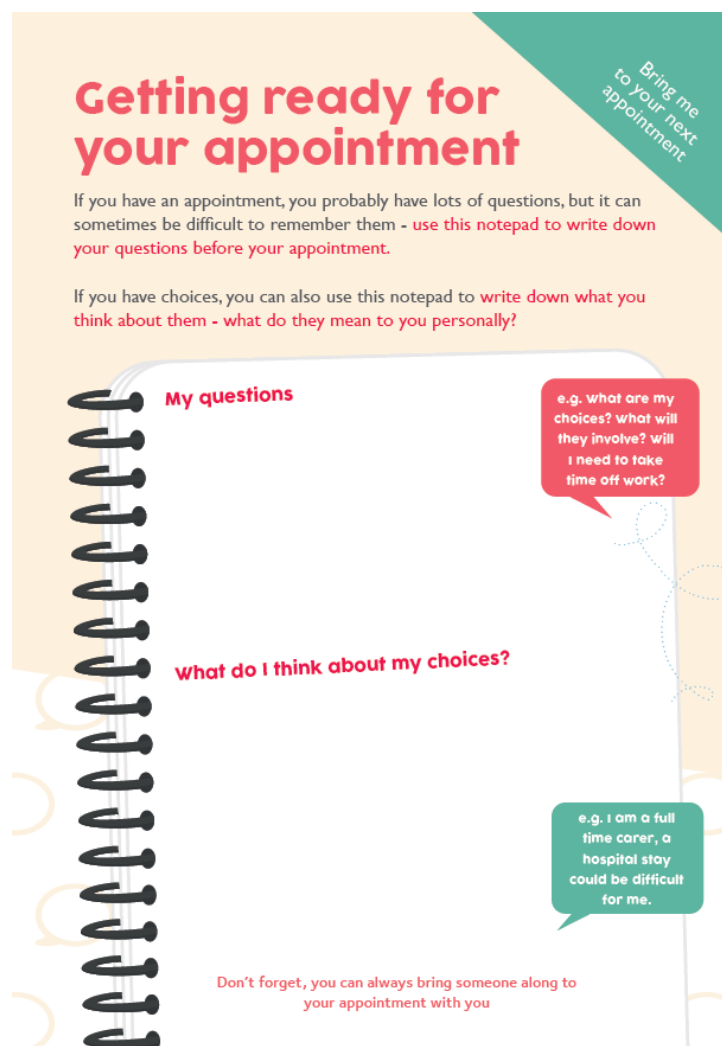 Bring me
to your next
appointment
Getting ready for
your appointment
If you have an appointment, you probably have lots of questions, but it can
sometimes be difficult to remember them - use this notepad to write down
your questions before your appointment.
If you have choices, you can also use this notepad to write down what you
think about them - what do they mean to you personally?
My questions
e.g. what are my
choices? what will
they involve? will
I need to take
time off work?
What do I think about my choices?
e.g. I am a full
time carer, a
hospital stay
could be difficult
for me.
Don't forget, you can always bring someone along to
your appointment with you